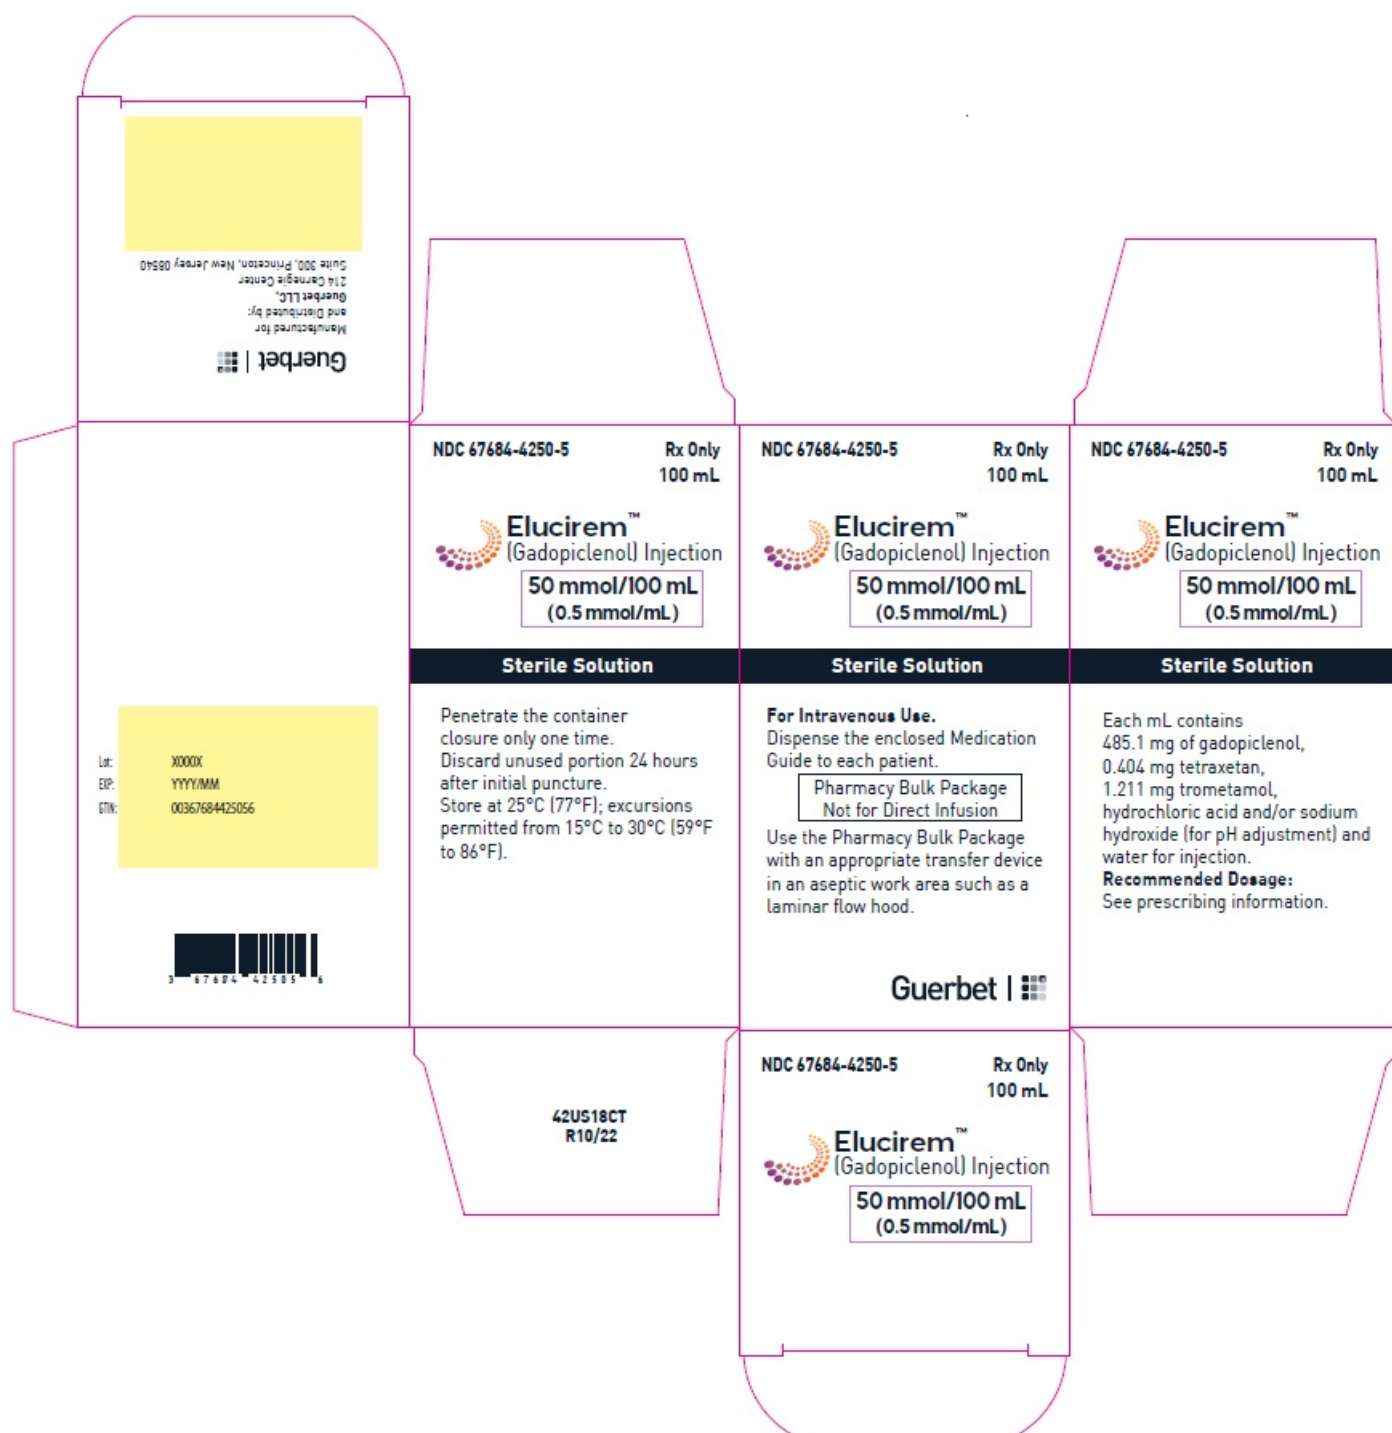 Guerbet
Manufactured for
and Distributed by:
Guerbet LLC,
214 Carnegie Center
Suite 300, Princeton, New Jersey 08540
Lot: X000X
EXP: YYYY/MM
GTIN: 00367684425056
3 67684 42505 6
NDC 67684-4250-5 Rx Only
100 mL
Elucirem™
(Gadopiclenol) Injection
50 mmol/100 mL
(0.5 mmol/mL)
Sterile Solution
Penetrate the container
closure only one time.
Discard unused portion 24 hours
after initial puncture.
Store at 25°C (77°F); excursions
permitted from 15°C to 30°C (59°F
to 86°F).
42US18CT
R10/22
NDC 67684-4250-5 Rx Only
100 mL
Elucirem™
(Gadopiclenol) Injection
50 mmol/100 mL
(0.5 mmol/mL)
Sterile Solution
For Intravenous Use.
Dispense the enclosed Medication
Guide to each patient.
Pharmacy Bulk Package
Not for Direct Infusion
Use the Pharmacy Bulk Package
with an appropriate transfer device
in an aseptic work area such as a
laminar flow hood.
Guerbet
NDC 67684-4250-5 Rx Only
100 mL
Elucirem™
(Gadopiclenol) Injection
50 mmol/100 mL
(0.5 mmol/mL)
NDC 67684-4250-5 Rx Only
100 mL
Elucirem™
(Gadopiclenol) Injection
50 mmol/100 mL
(0.5 mmol/mL)
Sterile Solution
Each mL contains
485.1 mg of gadopiclenol,
0.404 mg tetraxetan,
1.211 mg trometamol,
hydrochloric acid and/or sodium
hydroxide (for pH adjustment) and
water for injection.
Recommended Dosage:
See prescribing information.